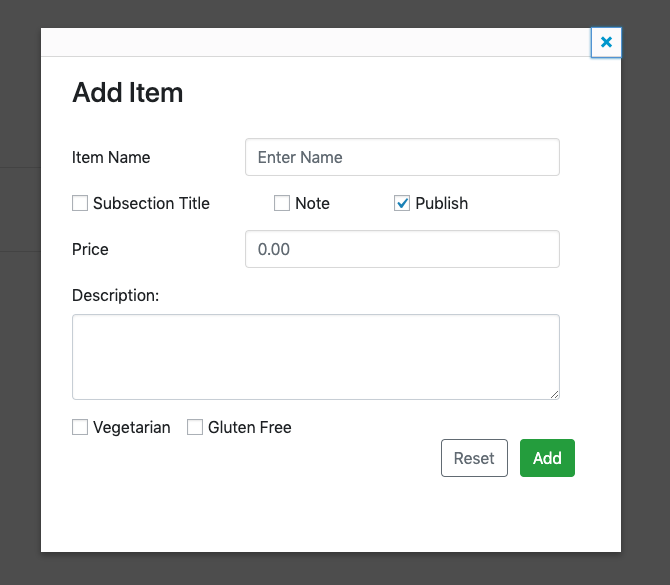 Add Item
Item Name Enter Name
Subsection Title Note Publish
Price 0.00
Description:
Vegetarian Gluten Free
Reset Add